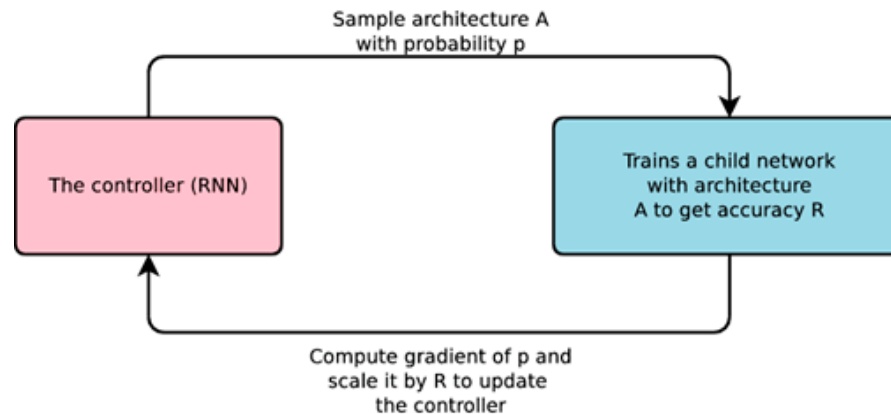 Sample architecture A
with probability p
The controller (RNN)
Trains a child network
with architecture
A to get accuracy R
Compute gradient of p and
scale it by R to update
the controller